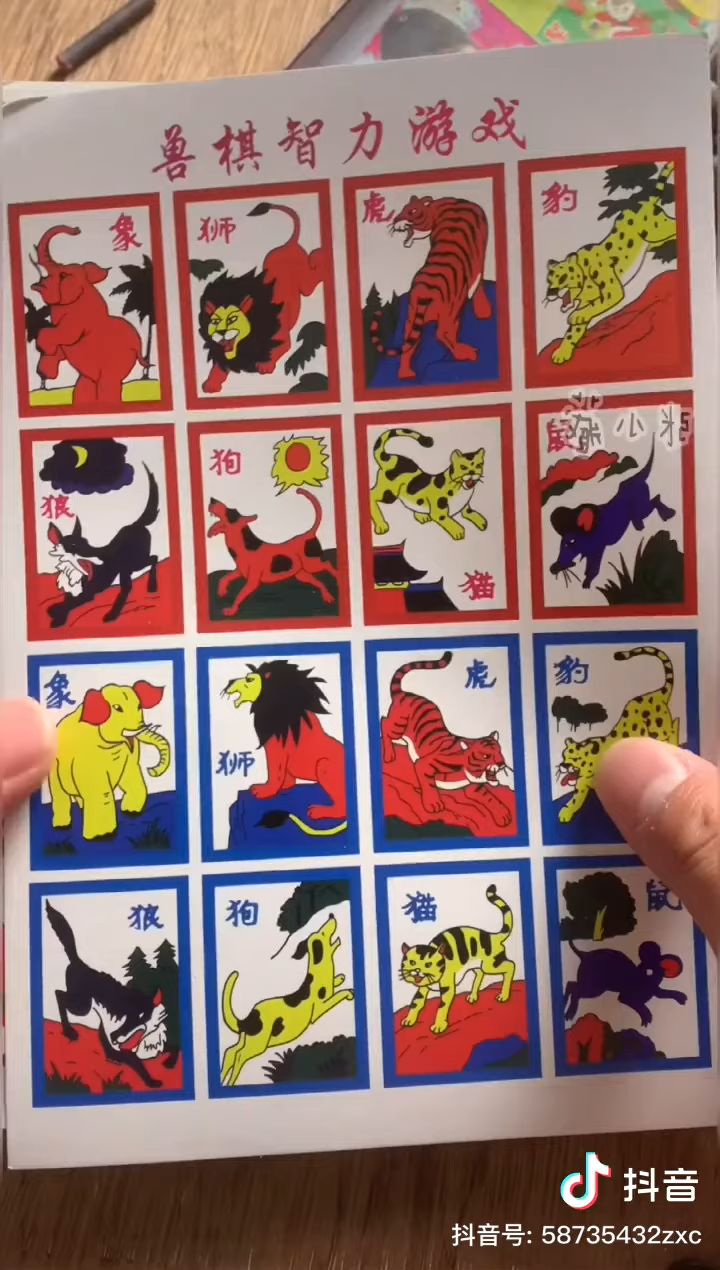 兽棋智力游戏
象 狮 虎 豹
狼 狗 猫 鼠
象 狮 虎 豹
狼 狗 猫 鼠
抖音
抖音号: 58735432zxc